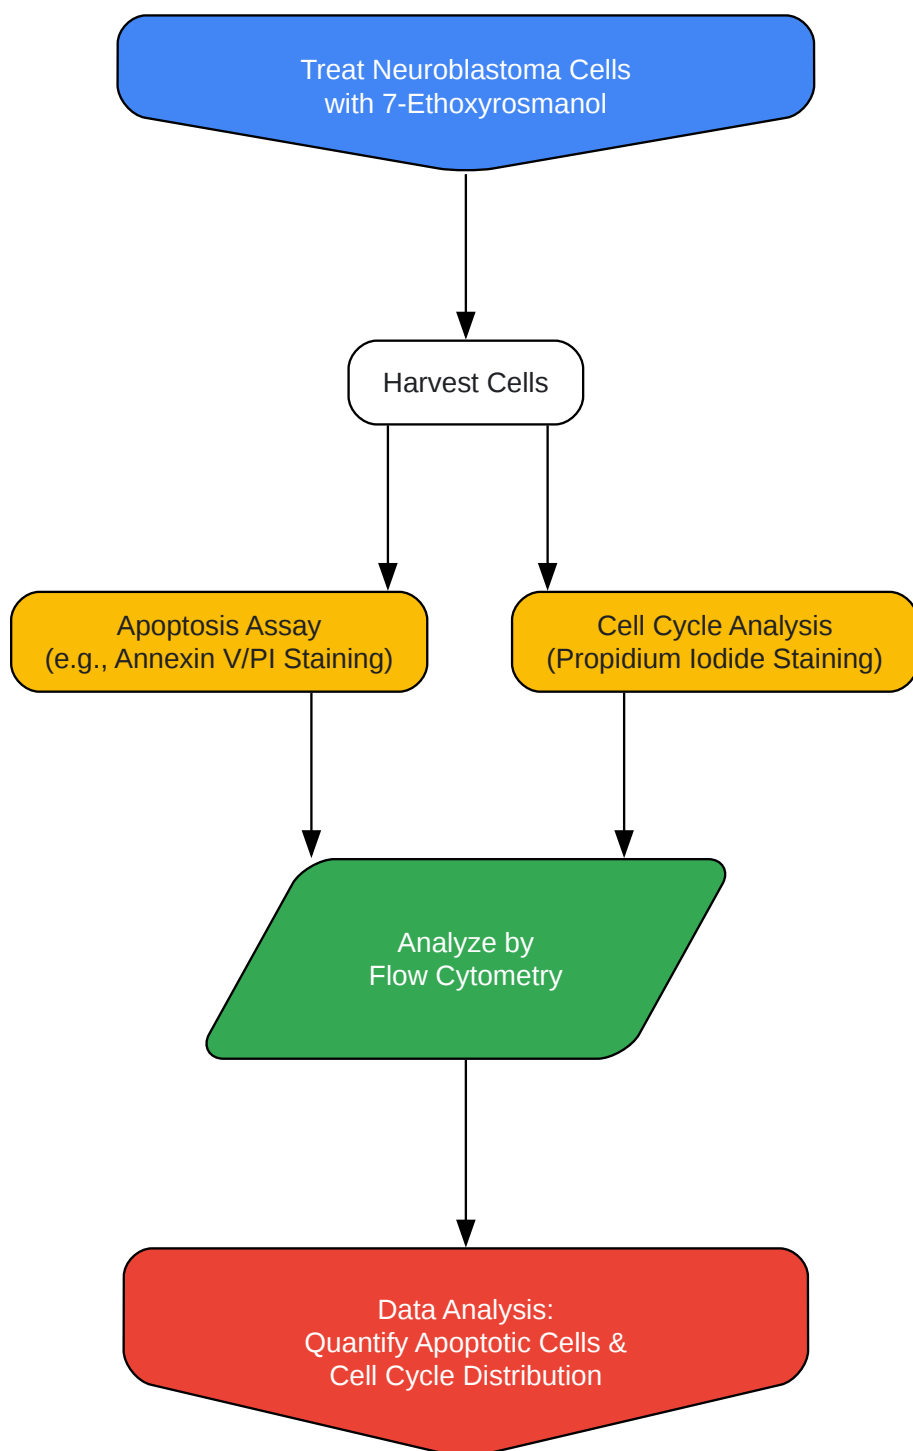 Treat Neuroblastoma Cells
with 7-Ethoxyrosmanol
Harvest Cells
Apoptosis Assay
(e.g., Annexin V/PI Staining)
Cell Cycle Analysis
(Propidium Iodide Staining)
Analyze by
Flow Cytometry
Data Analysis:
Quantify Apoptotic Cells &
Cell Cycle Distribution